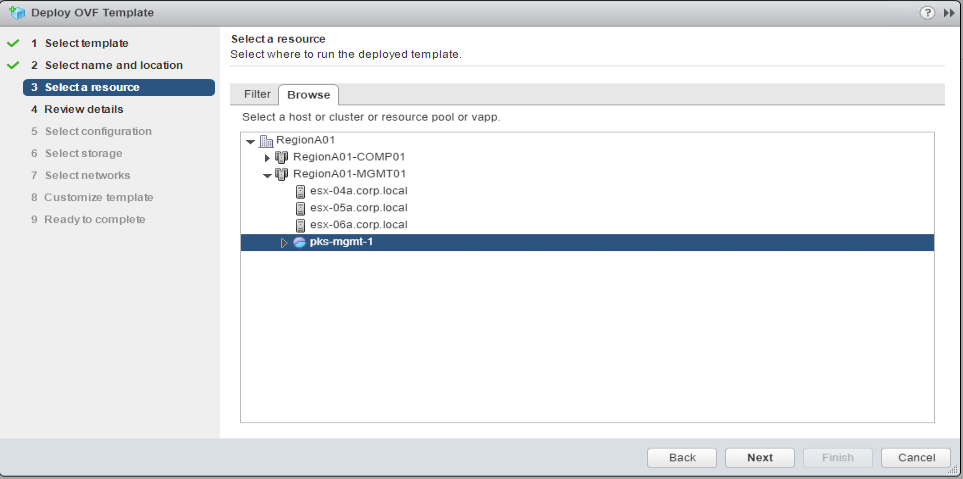 Deploy OVF Template
?
1 Select template
2 Select name and location
3 Select a resource
4 Review details
5 Select configuration
6 Select storage
7 Select networks
8 Customize template
9 Ready to complete
Select a resource
Select where to run the deployed template.
Filter Browse
Select a host or cluster or resource pool or vapp.
RegionA01
RegionA01-COMP01
RegionA01-MGMT01
esx-04a.corp.local
esx-05a.corp.local
esx-06a.corp.local
pks-mgmt-1
Back Next Finish Cancel